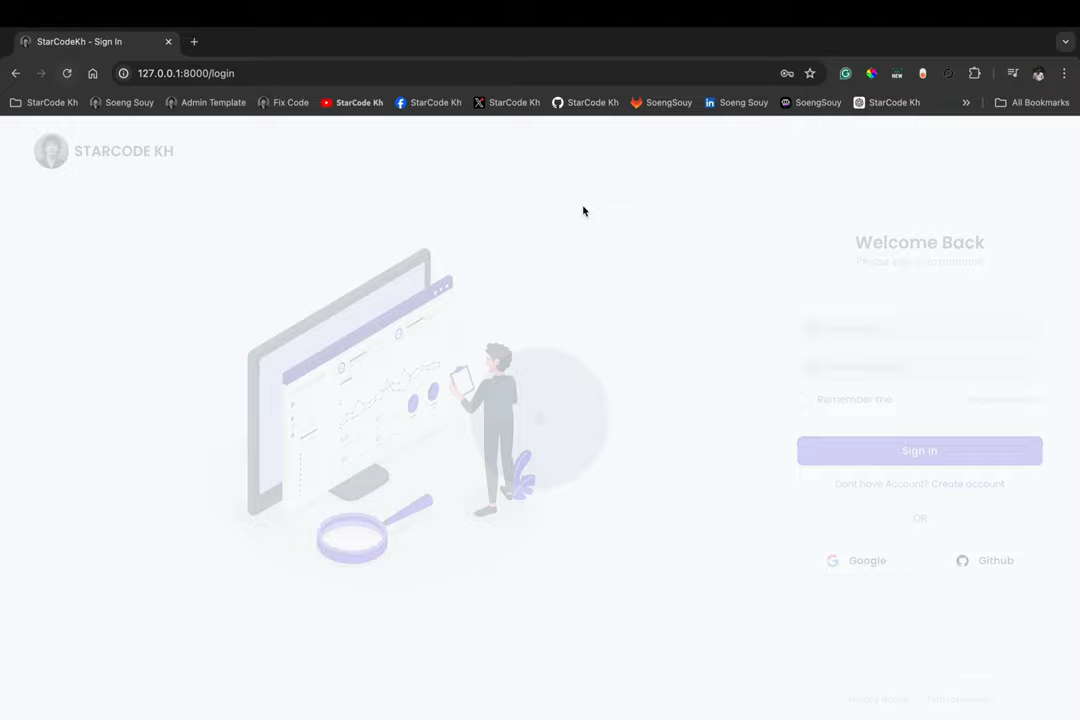 StarCodeKh - Sign In
127.0.0.1:8000/login
StarCode Kh
Soeng Souy
Admin Template
Fix Code
StarCode Kh
StarCode Kh
StarCode Kh
StarCode Kh
SoengSouy
Soeng Souy
SoengSouy
StarCode Kh
All Bookmarks
STARCODE KH
Welcome Back
Remember me
Sign In
Dont have Account? Create account
OR
Google
Github
Privacy Notice